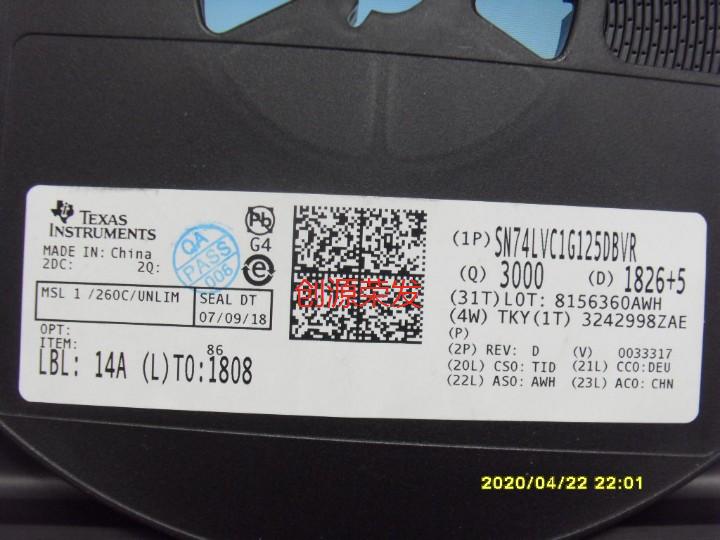 TEXAS
INSTRUMENTS
MADE IN: China
2DC: 2Q:
QA
PASS
006
Pb
G4
e
MSL 1 /260C/UNLIM
SEAL DT
07/09/18
OPT:
ITEM:
86
LBL: 14A (L)TO:1808
(1P) SN74LVC1G125DBVR
(Q) 3000 (D) 1826+5
(31T)LOT: 8156360AWH
(4W) TKY(1T) 3242998ZAE
(P)
(2P) REV: D (V) 0033317
(20L) CSO: TID (21L) CCO:DEU
(22L) ASO: AWH (23L) ACO: CHN
创源荣发
2020/04/22 22:01